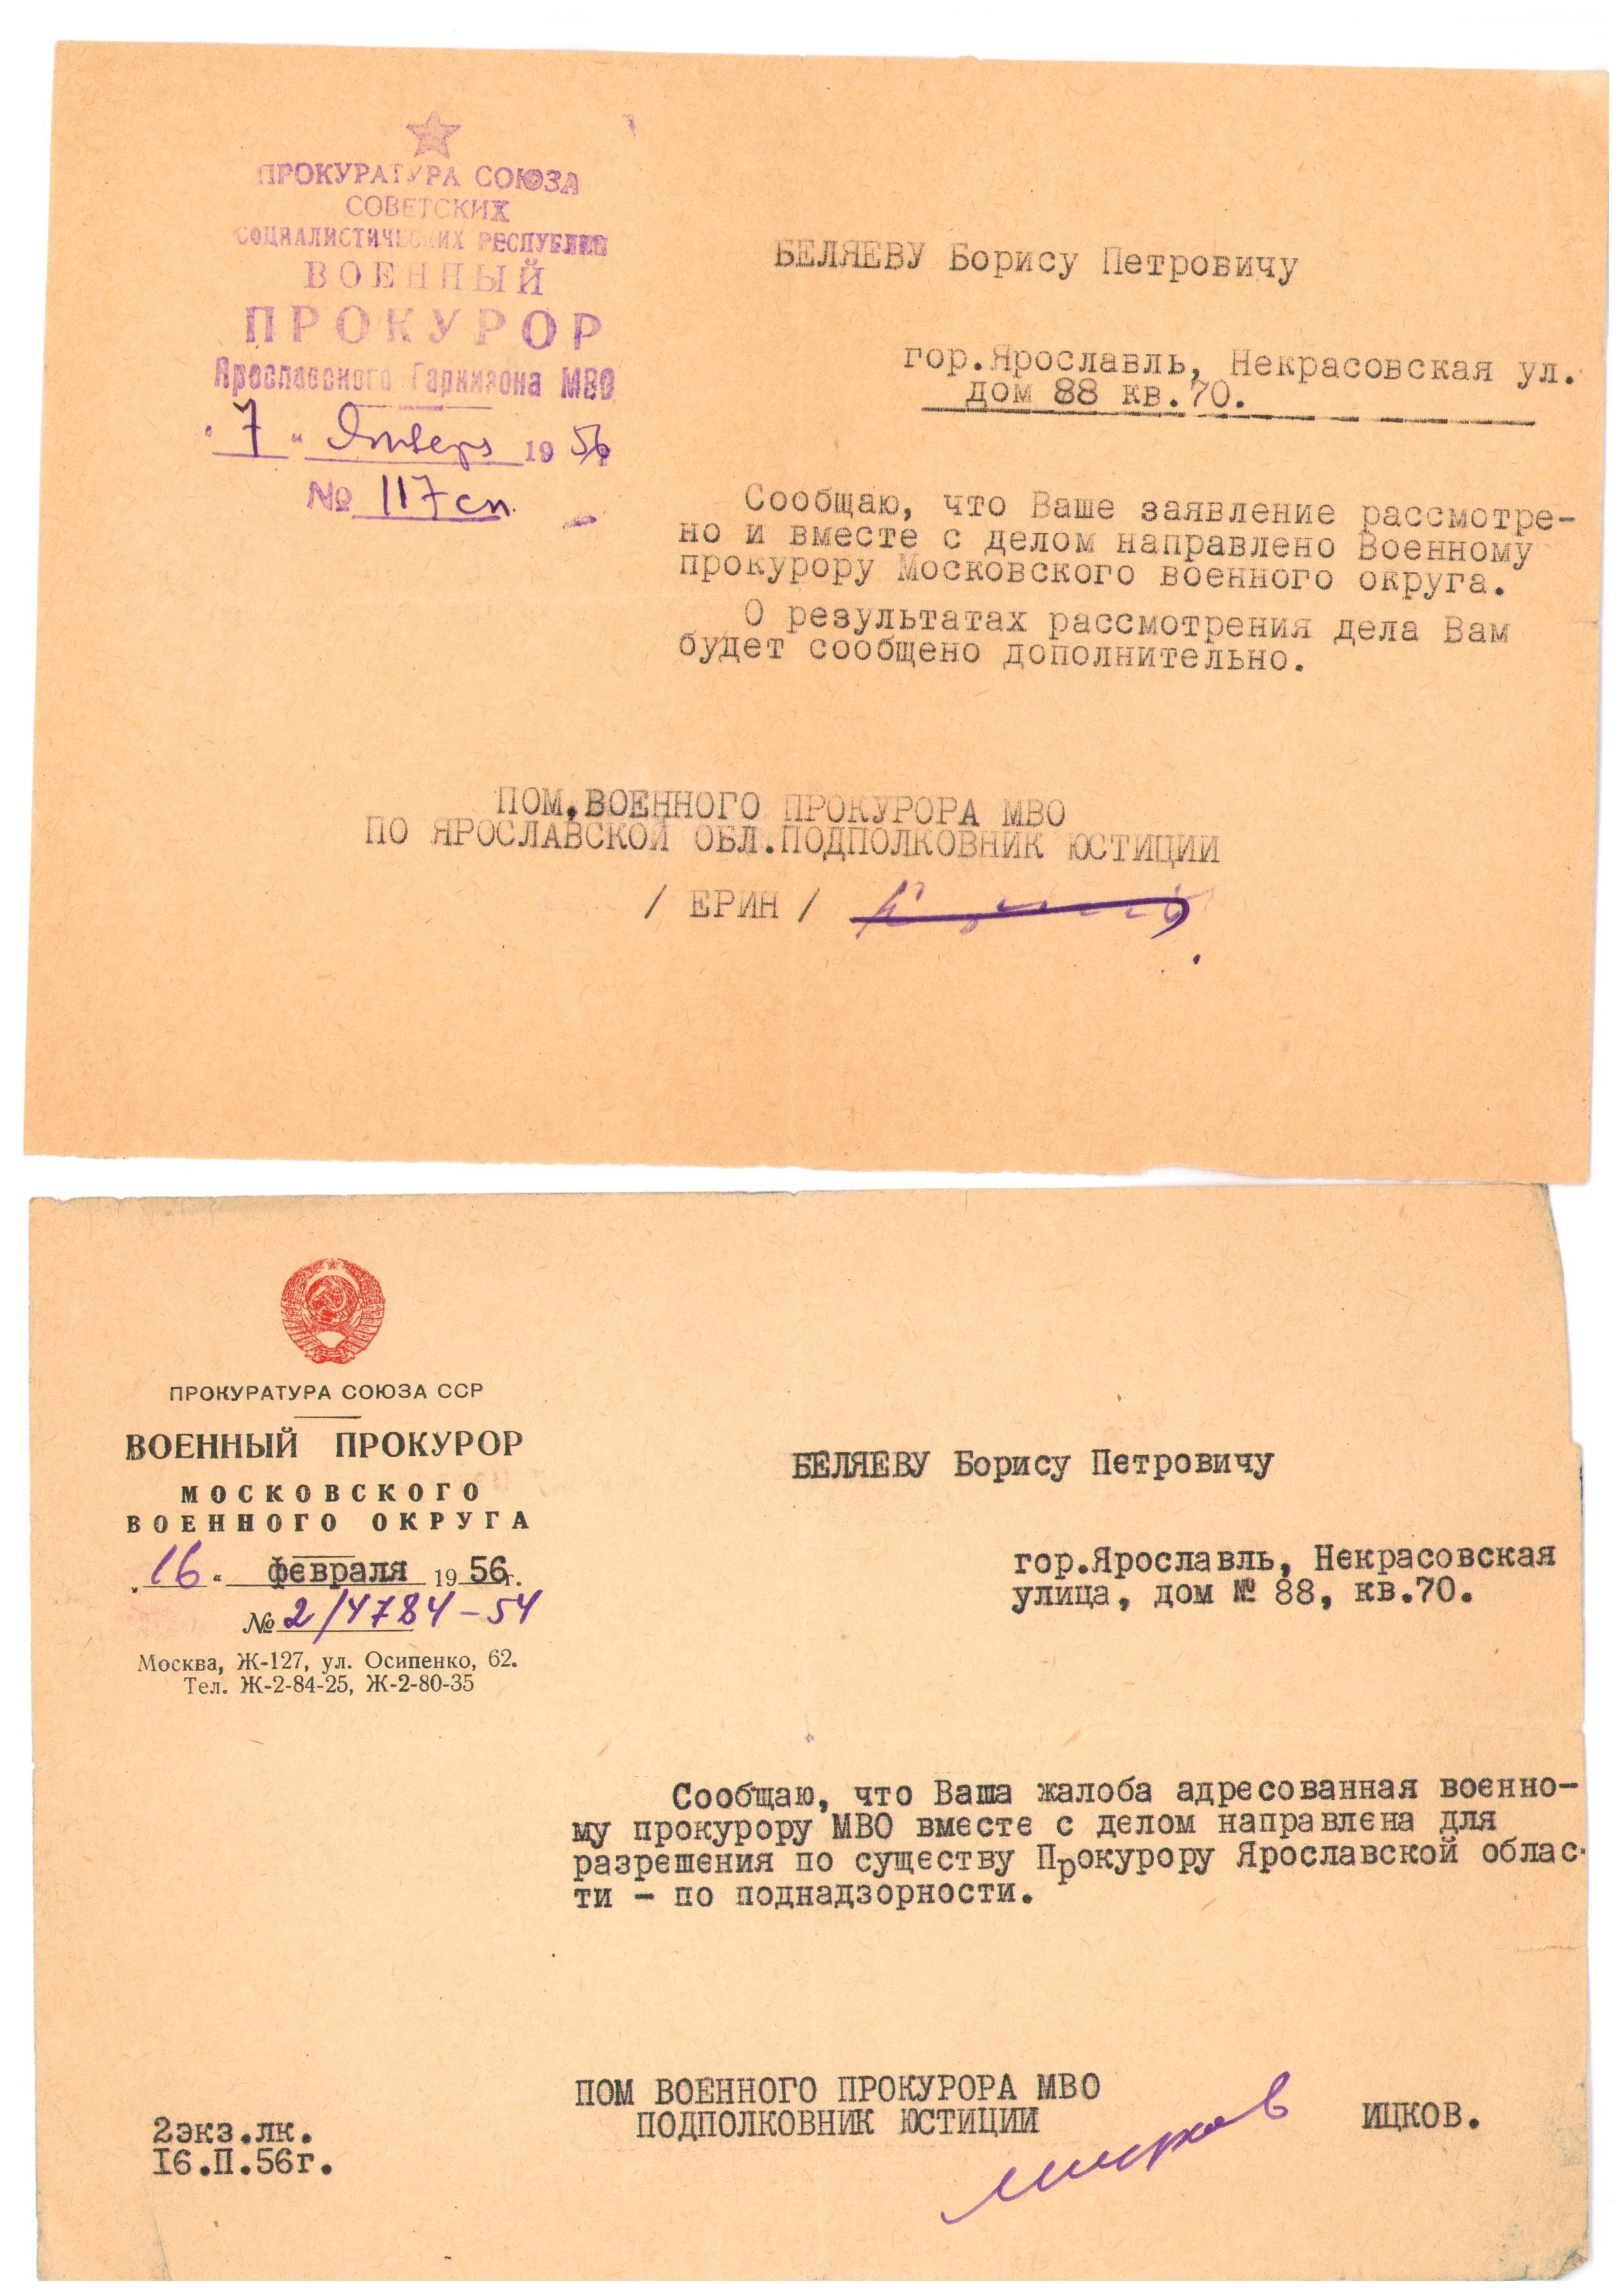 ПРОКУРАТУРА СОЮЗА
СОВЕТСКИХ
СОЦИАЛИСТИЧЕСКИХ РЕСПУБЛИК
ВОЕННЫЙ
ПРОКУРОР
Ярославского Гарнизона МВО
"7" Январь 1956
№ 117сп
БЕЛЯЕВУ Борису Петровичу
гор.Ярославль, Некрасовская ул.
дом 88 кв.70.
Сообщаю, что Ваше заявление рассмотре-
но и вместе с делом направлено Военному
прокурору Московского военного округа.
О результатах рассмотрения дела Вам
будет сообщено дополнительно.
ПОМ.ВОЕННОГО ПРОКУРОРА МВО
ПО ЯРОСЛАВСКОЙ ОБЛ.ПОДПОЛКОВНИК ЮСТИЦИИ
/ ЕРИН /
ПРОКУРАТУРА СОЮЗА ССР
ВОЕННЫЙ ПРОКУРОР
МОСКОВСКОГО
ВОЕННОГО ОКРУГА
"16" февраля 1956г.
№ 2/4784-54
Москва, Ж-127, ул. Осипенко, 62.
Тел. Ж-2-84-25, Ж-2-80-35
БЕЛЯЕВУ Борису Петровичу
гор.Ярославль, Некрасовская
улица, дом № 88, кв.70.
Сообщаю, что Ваша жалоба адресованная военно-
му прокурору МВО вместе с делом направлена для
разрешения по существу Прокурору Ярославской облас-
ти - по поднадзорности.
ПОМ ВОЕННОГО ПРОКУРОРА МВО
ПОДПОЛКОВНИК ЮСТИЦИИ
ИЦКОВ.
2экз.лк.
16.П.56г.